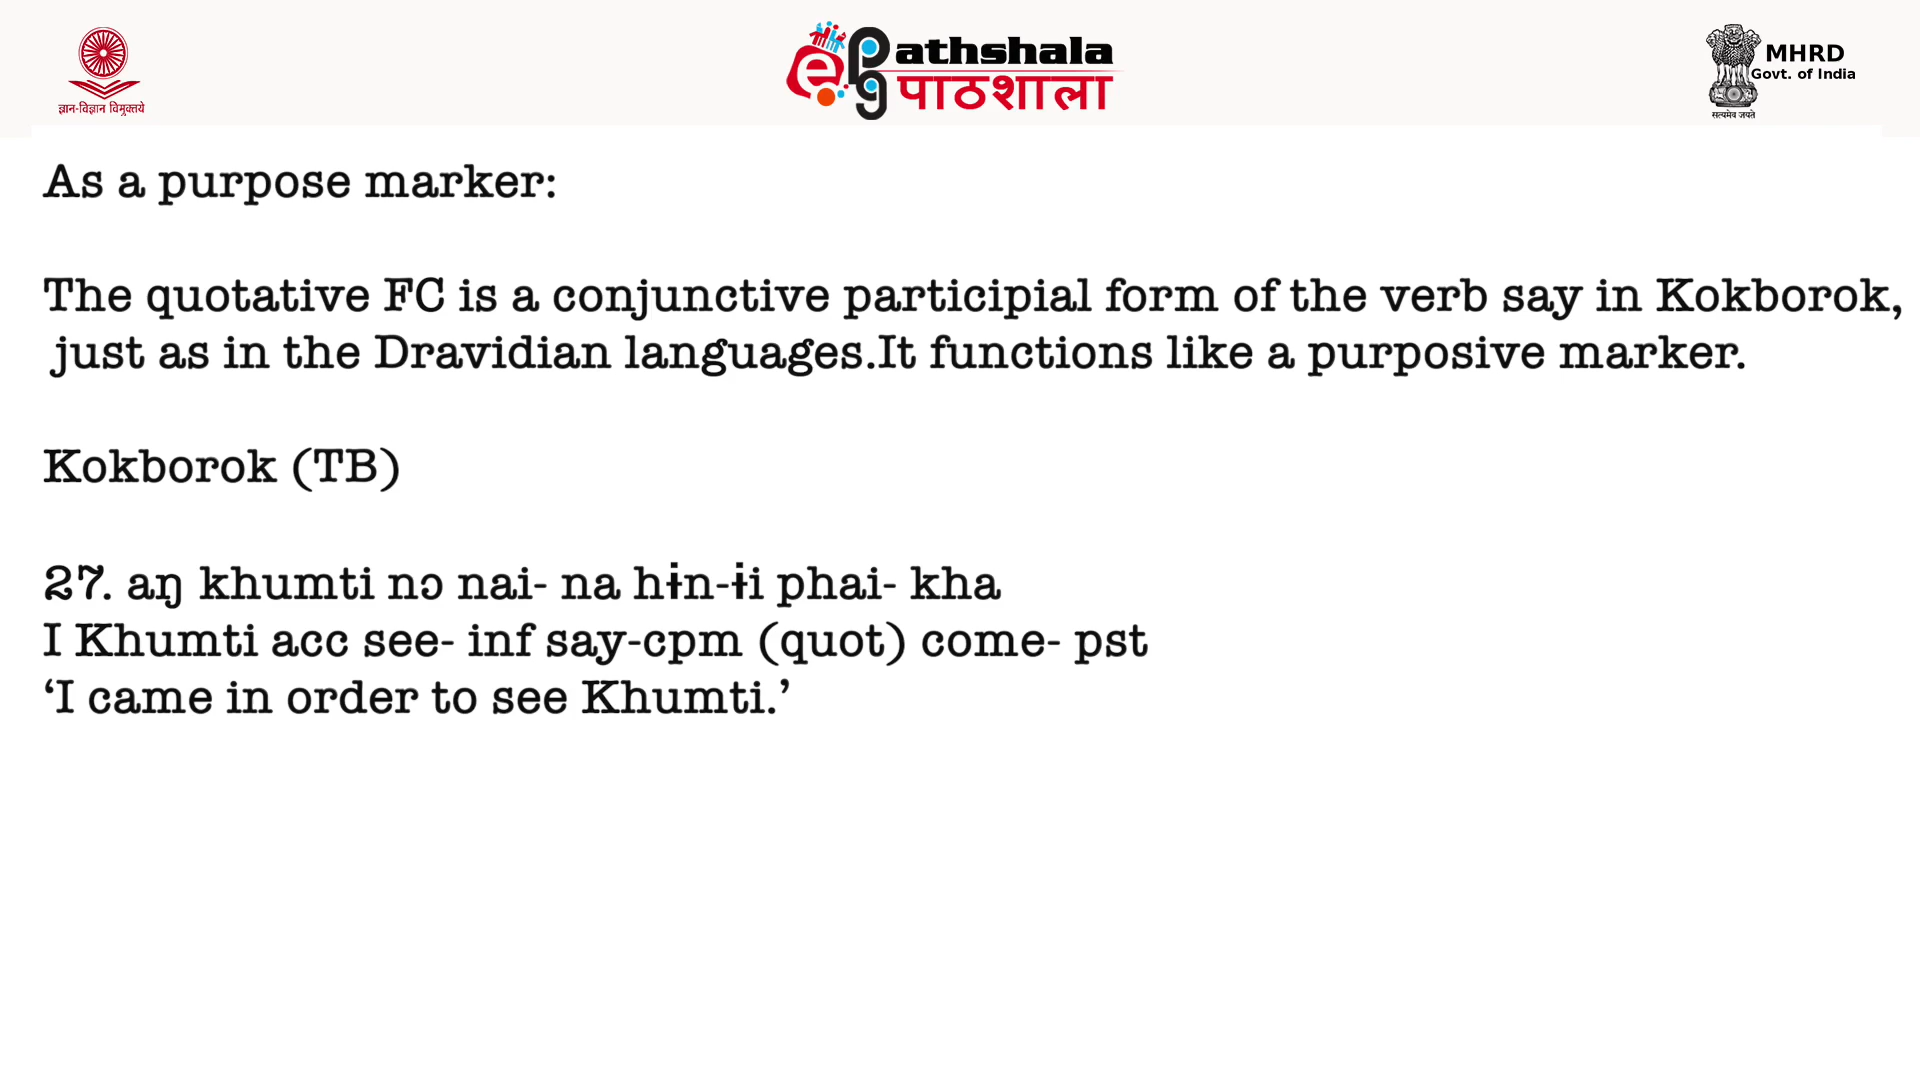 ज्ञान-विज्ञान विमुक्तये
ePathshala
पाठशाला
MHRD
Govt. of India
सत्यमेव जयते
As a purpose marker:
The quotative FC is a conjunctive participial form of the verb say in Kokborok,
just as in the Dravidian languages.It functions like a purposive marker.
Kokborok (TB)
27. aŋ khumti nɔ nai- na hɨn-ɨi phai- kha
I Khumti acc see- inf say-cpm (quot) come- pst
‘I came in order to see Khumti.’